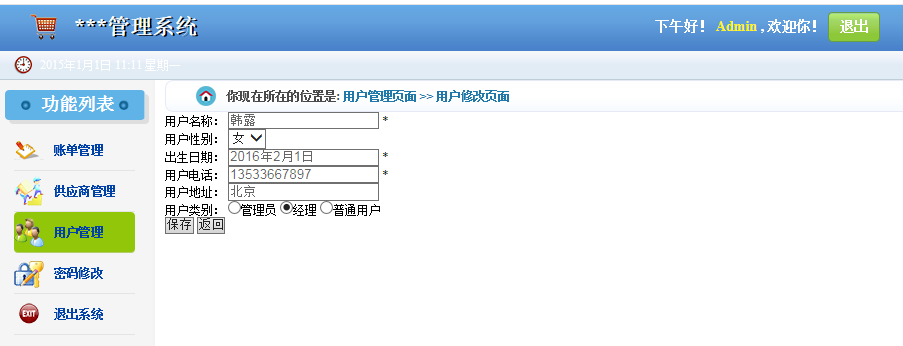 ***管理系统
下午好! Admin , 欢迎你!
退出
2015年1月1日 11:11 星期一
功能列表
账单管理
供应商管理
用户管理
密码修改
EXIT 退出系统
你现在所在的位置是: 用户管理页面 >> 用户修改页面
用户名称: 韩露 *
用户性别: 女
出生日期: 2016年2月1日 *
用户电话: 13533667897 *
用户地址: 北京
用户类别: 管理员 经理 普通用户
保存 返回